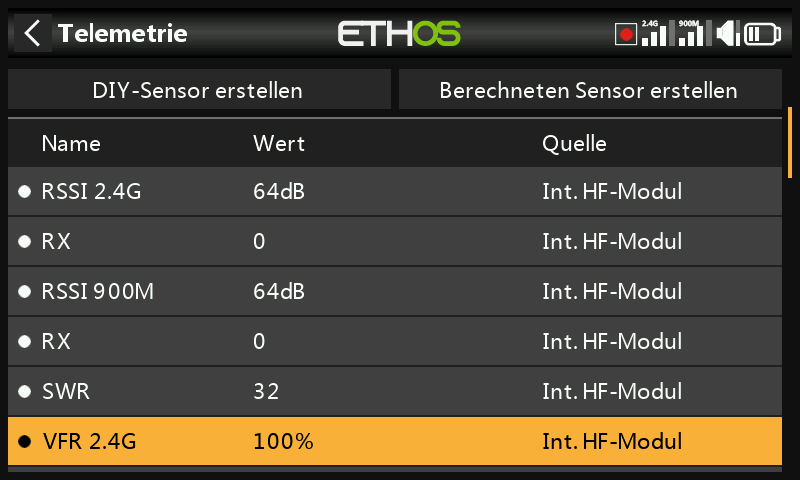 Telemetrie ETHOS 2.4G 900M
DIY-Sensor erstellen Berechneten Sensor erstellen
Name Wert Quelle
RSSI 2.4G 64dB Int. HF-Modul
RX 0 Int. HF-Modul
RSSI 900M 64dB Int. HF-Modul
RX 0 Int. HF-Modul
SWR 32 Int. HF-Modul
VFR 2.4G 100% Int. HF-Modul